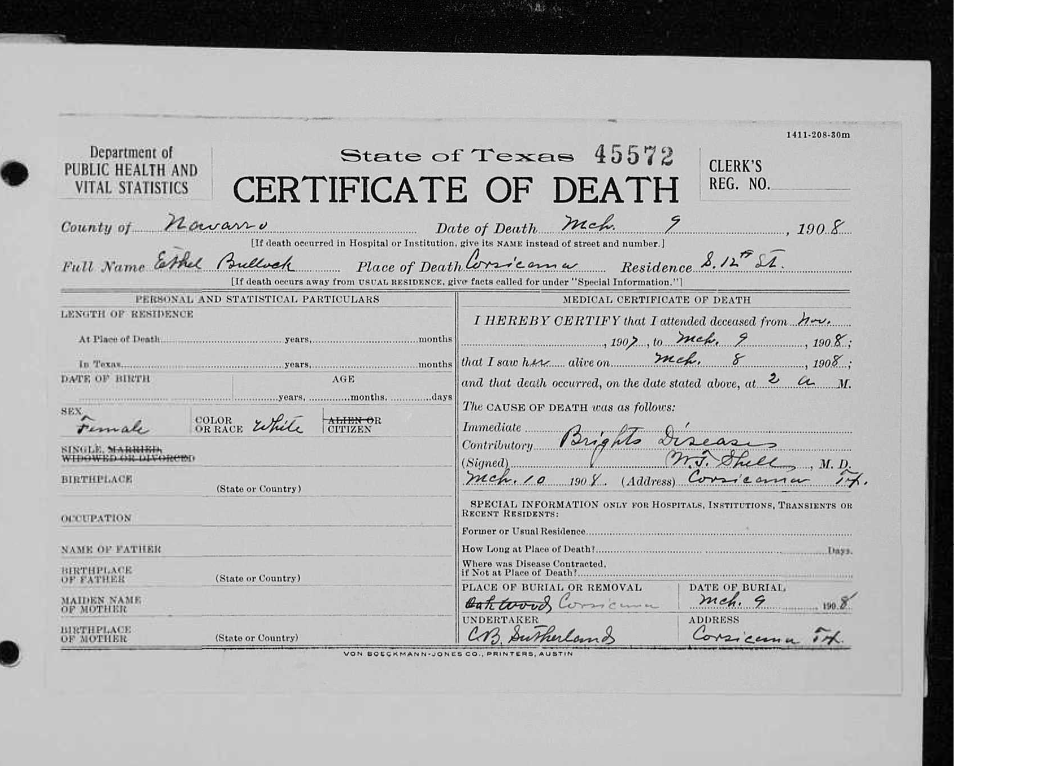 1411-208-30m
Department of
PUBLIC HEALTH AND
VITAL STATISTICS
State of Texas 45572
CERTIFICATE OF DEATH
CLERK'S
REG. NO.
County of Navarro Date of Death Mch. 9, 1908
[If death occurred in Hospital or Institution, give its NAME instead of street and number.]
Full Name Ethel Bullock Place of Death Corsicana Residence S. 12th St.
[If death occurs away from USUAL RESIDENCE, give facts called for under "Special Information."]
PERSONAL AND STATISTICAL PARTICULARS
LENGTH OF RESIDENCE
At Place of Death years, months
In Texas years, months
DATE OF BIRTH AGE
years, months, days
SEX Female COLOR OR RACE White ALIEN OR CITIZEN
SINGLE, MARRIED,
WIDOWED OR DIVORCED
BIRTHPLACE
(State or Country)
OCCUPATION
NAME OF FATHER
BIRTHPLACE
OF FATHER (State or Country)
MAIDEN NAME
OF MOTHER
BIRTHPLACE
OF MOTHER (State or Country)
MEDICAL CERTIFICATE OF DEATH
I HEREBY CERTIFY that I attended deceased from Nov.
, 1907, to Mch. 9, 1908;
that I saw her alive on Mch. 8, 1908;
and that death occurred, on the date stated above, at 2 a M.
The CAUSE OF DEATH was as follows:
Immediate
Contributory Brights Disease
(Signed) W.T. Shell, M. D.
Mch. 10 1908. (Address) Corsicana Tx.
SPECIAL INFORMATION ONLY FOR HOSPITALS, INSTITUTIONS, TRANSIENTS OR
RECENT RESIDENTS:
Former or Usual Residence
How Long at Place of Death? Days.
Where was Disease Contracted,
if Not at Place of Death?
PLACE OF BURIAL OR REMOVAL DATE OF BURIAL
Oakwood Corsicana Mch. 9, 1908
UNDERTAKER ADDRESS
C.B. Sutherland Corsicana Tx.
VON BOECKMANN-JONES CO., PRINTERS, AUSTIN